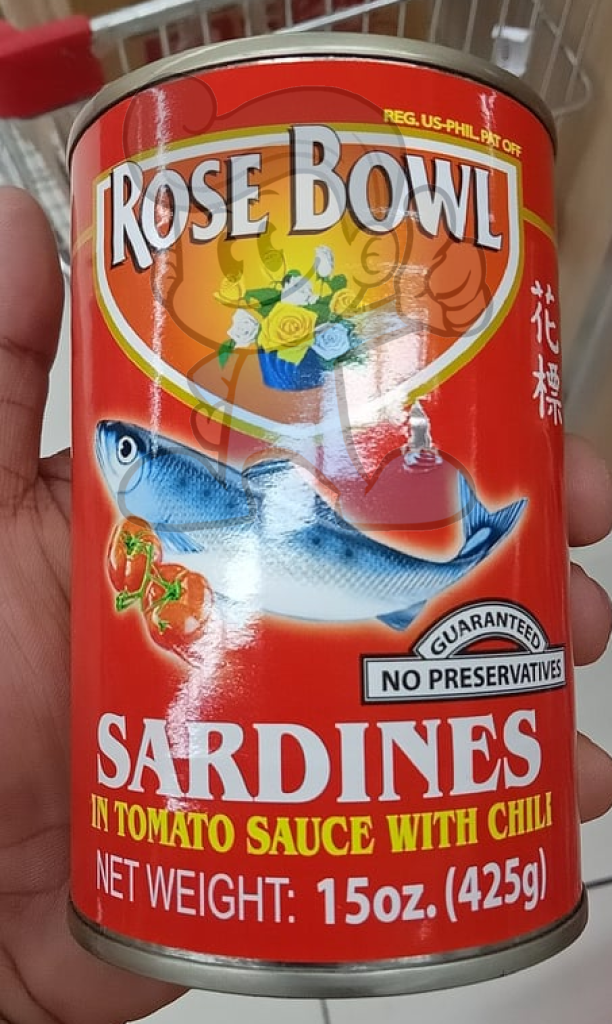 REG. US-PHIL. PAT OFF
ROSE BOWL
花標
GUARANTEED
NO PRESERVATIVES
SARDINES
IN TOMATO SAUCE WITH CHILI
NET WEIGHT: 15oz. (425g)